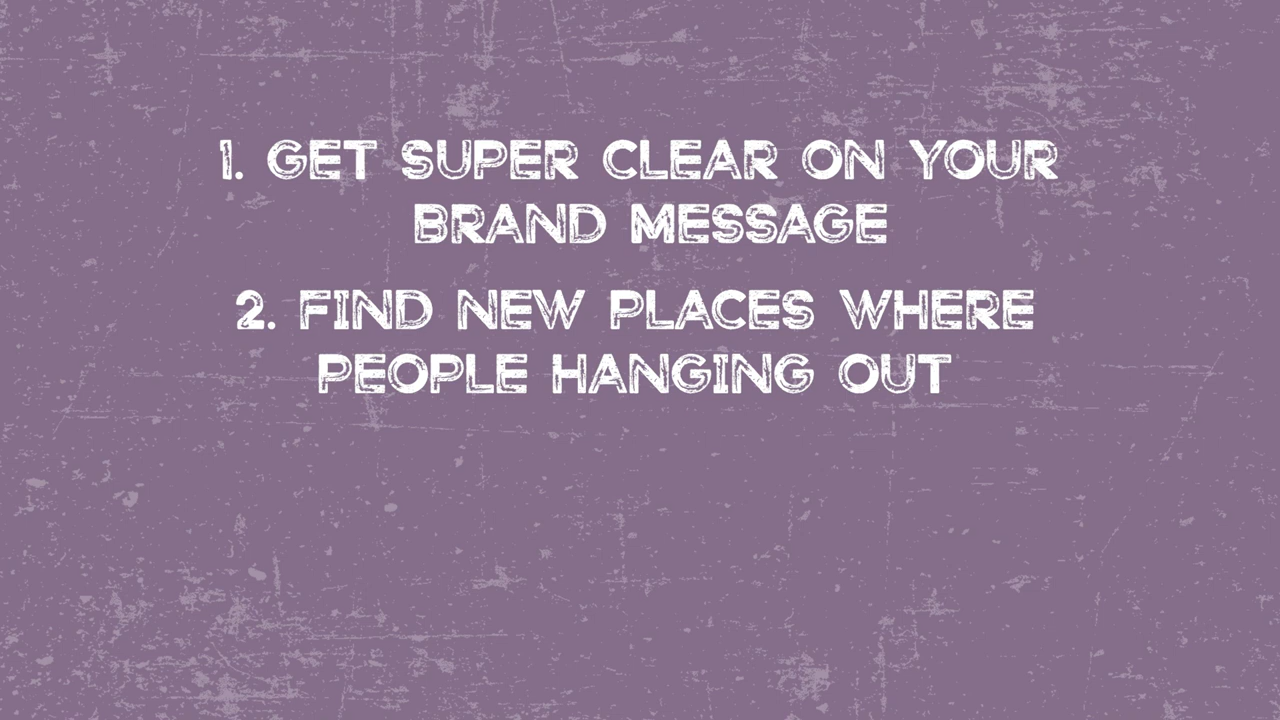 1. GET SUPER CLEAR ON YOUR
BRAND MESSAGE
2. FIND NEW PLACES WHERE
PEOPLE HANGING OUT